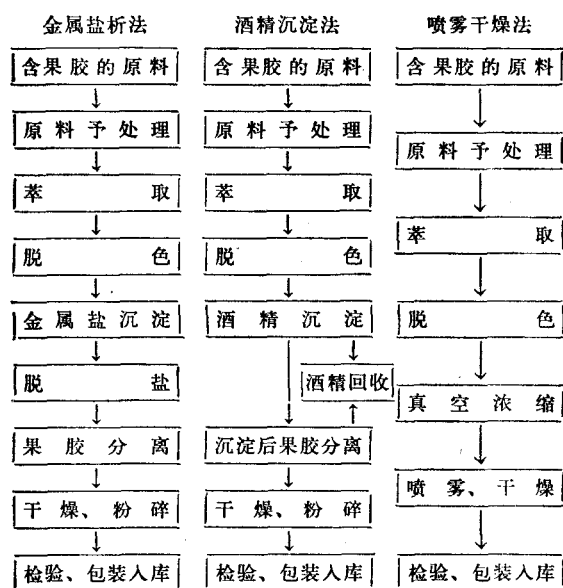 金属盐析法
含果胶的原料
原料予处理
萃取
脱色
金属盐沉淀
脱盐
果胶分离
干燥、粉碎
检验、包装入库
酒精沉淀法
含果胶的原料
原料予处理
萃取
脱色
酒精沉淀
酒精回收
沉淀后果胶分离
干燥、粉碎
检验、包装入库
喷雾干燥法
含果胶的原料
原料予处理
萃取
脱色
真空浓缩
喷雾、干燥
检验、包装入库